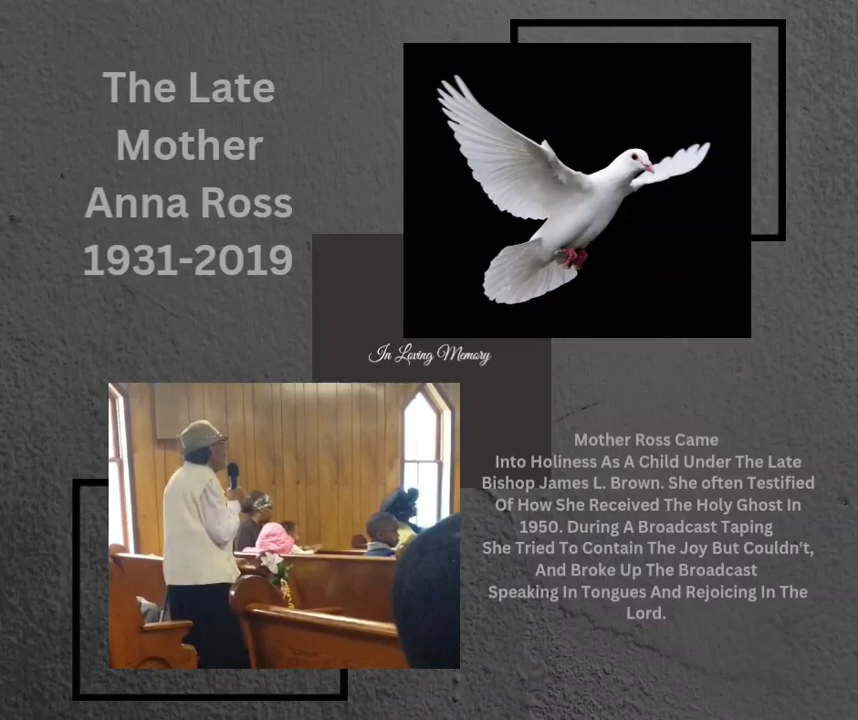 The Late
Mother
Anna Ross
1931-2019
In Loving Memory
Mother Ross Came
Into Holiness As A Child Under The Late
Bishop James L. Brown. She often Testified
Of How She Received The Holy Ghost In
1950. During A Broadcast Taping
She Tried To Contain The Joy But Couldn't,
And Broke Up The Broadcast
Speaking In Tongues And Rejoicing In The
Lord.